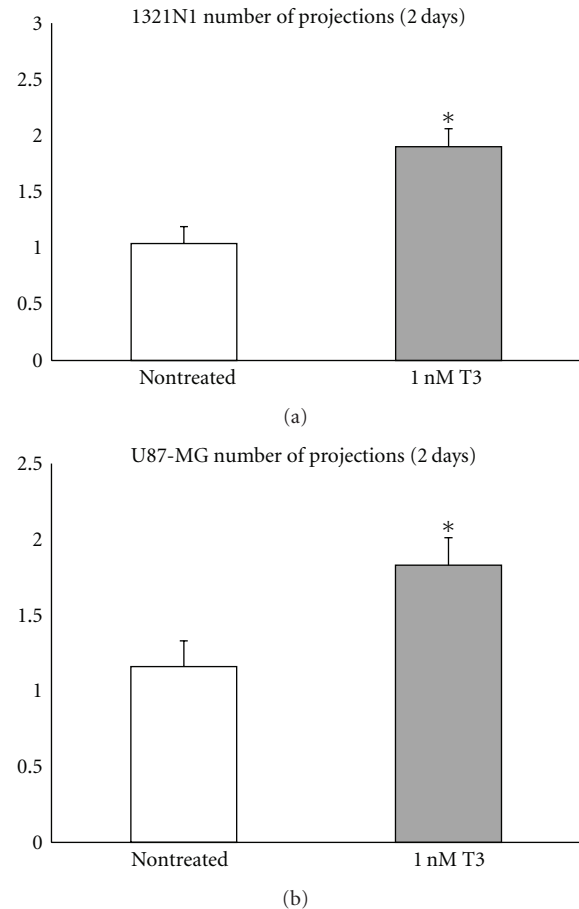 1321N1 number of projections (2 days)
3
2.5
2
1.5
1
0.5
0
*
Nontreated
1 nM T3
(a)
U87-MG number of projections (2 days)
2.5
2
1.5
1
0.5
0
*
Nontreated
1 nM T3
(b)